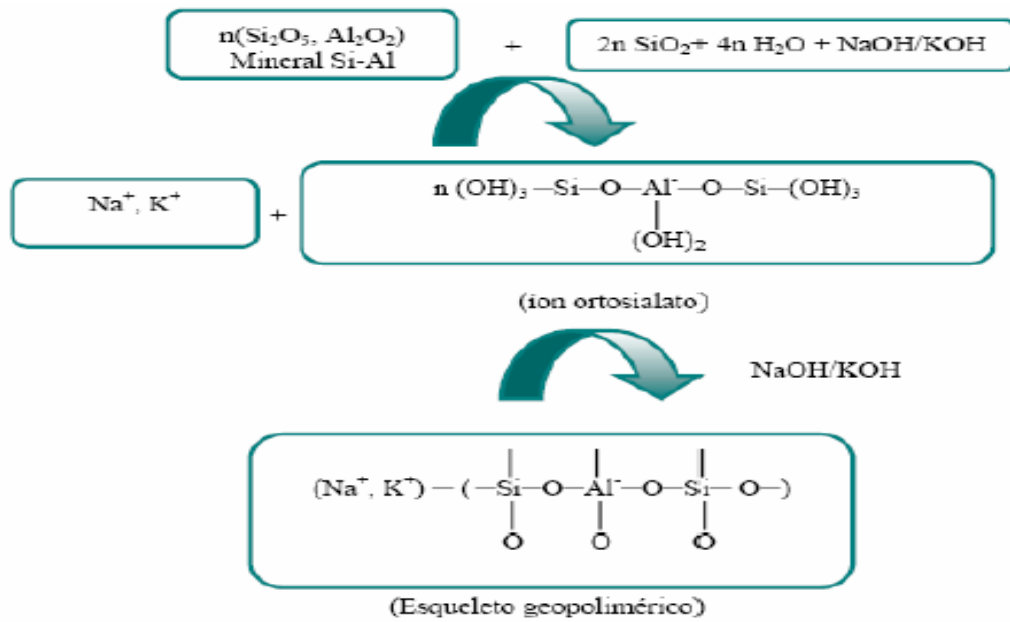 n(Si₂O₅, Al₂O₂)
Mineral Si-Al
+
2n SiO₂+ 4n H₂O + NaOH/KOH
Na⁺, K⁺
+
n (OH)₃—Si—O—Al⁻—O—Si—(OH)₃
(OH)₂
(ion ortosialato)
NaOH/KOH
(Na⁺, K⁺) – (—Si—O—Al⁻—O—Si—O—)
O O O
(Esqueleto geopolimérico)